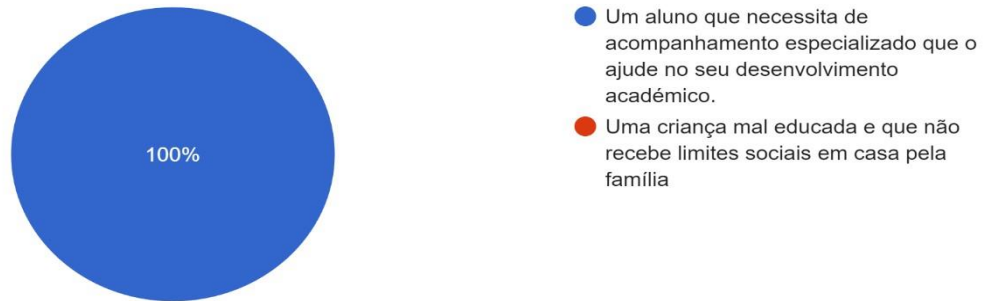 100%
Um aluno que necessita de
acompanhamento especializado que o
ajude no seu desenvolvimento
académico.
Uma criança mal educada e que não
recebe limites sociais em casa pela
família